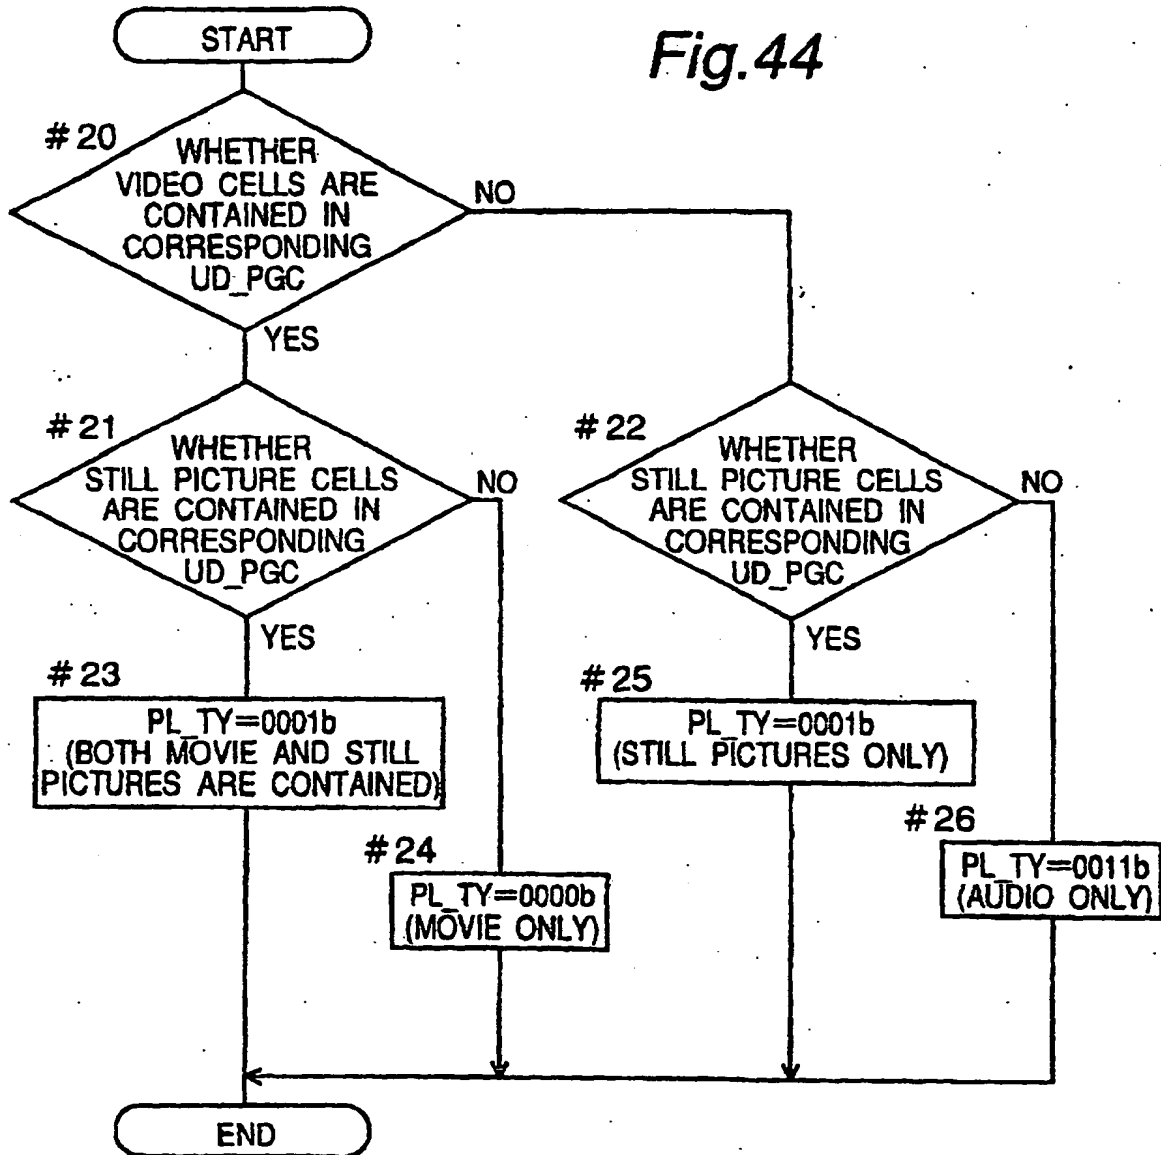 START
Fig.44
#20
WHETHER
VIDEO CELLS ARE
CONTAINED IN
CORRESPONDING
UD_PGC
NO
YES
#21
WHETHER
STILL PICTURE CELLS
ARE CONTAINED IN
CORRESPONDING
UD_PGC
NO
YES
#22
WHETHER
STILL PICTURE CELLS
ARE CONTAINED IN
CORRESPONDING
UD_PGC
NO
YES
#23
PL_TY=0001b
(BOTH MOVIE AND STILL
PICTURES ARE CONTAINED)
#25
PL_TY=0001b
(STILL PICTURES ONLY)
#24
PL_TY=0000b
(MOVIE ONLY)
#26
PL_TY=0011b
(AUDIO ONLY)
END